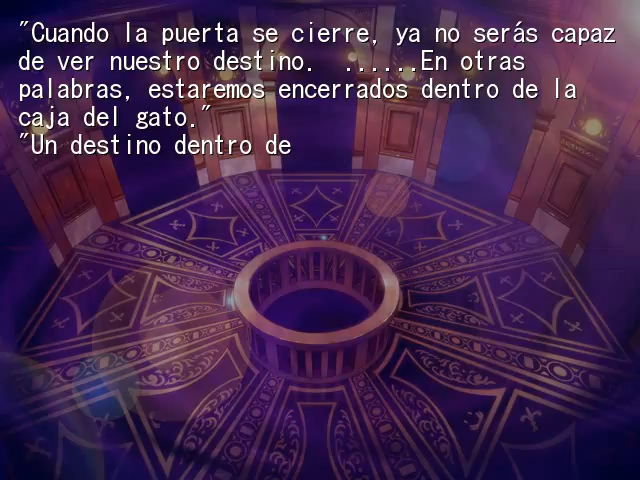 "Cuando la puerta se cierre, ya no serás capaz
de ver nuestro destino.  ......En otras
palabras, estaremos encerrados dentro de la
caja del gato."
"Un destino dentro de